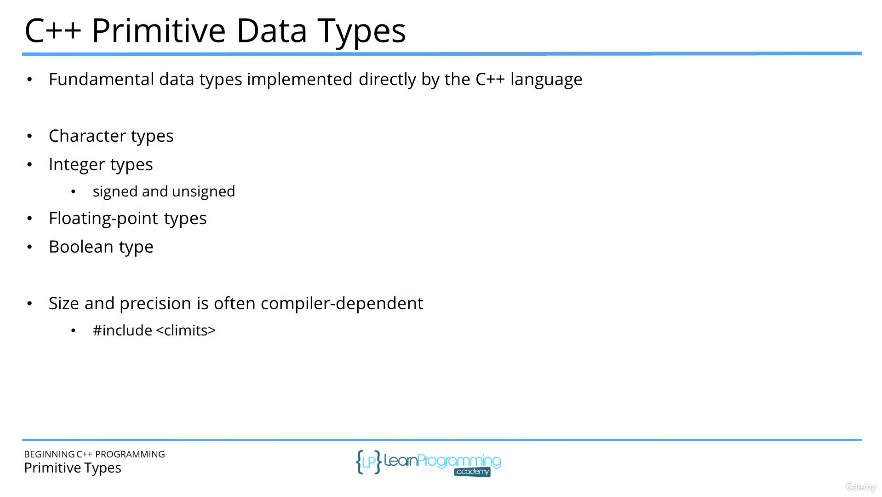 C++ Primitive Data Types
• Fundamental data types implemented directly by the C++ language
• Character types
• Integer types
• signed and unsigned
• Floating-point types
• Boolean type
• Size and precision is often compiler-dependent
• #include <climits>
BEGINNING C++ PROGRAMMING
Primitive Types
{LP} LearnProgramming
academy
Udemy